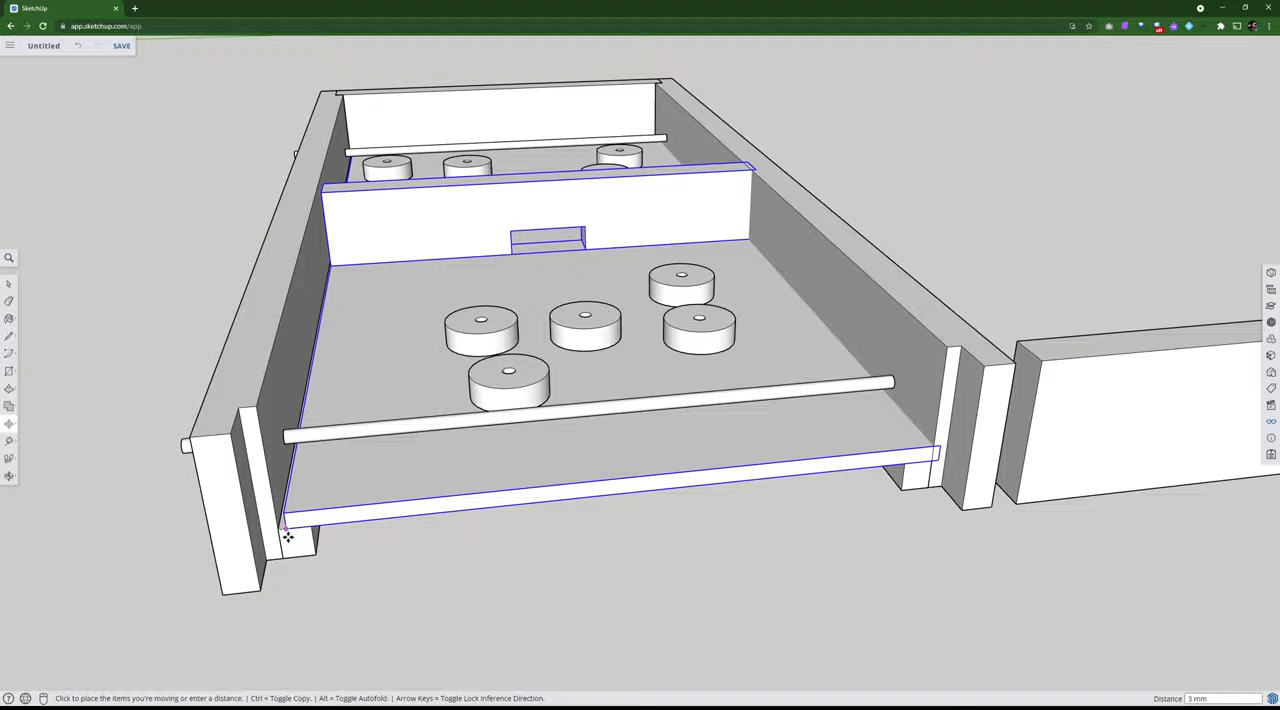 SketchUp
app.sketchup.com/app
Untitled
SAVE
Click to place the items you're moving or enter a distance. | Ctrl = Toggle Copy. | Alt = Toggle Autofold. | Arrow Keys = Toggle Lock Inference Direction.
Distance 3 mm